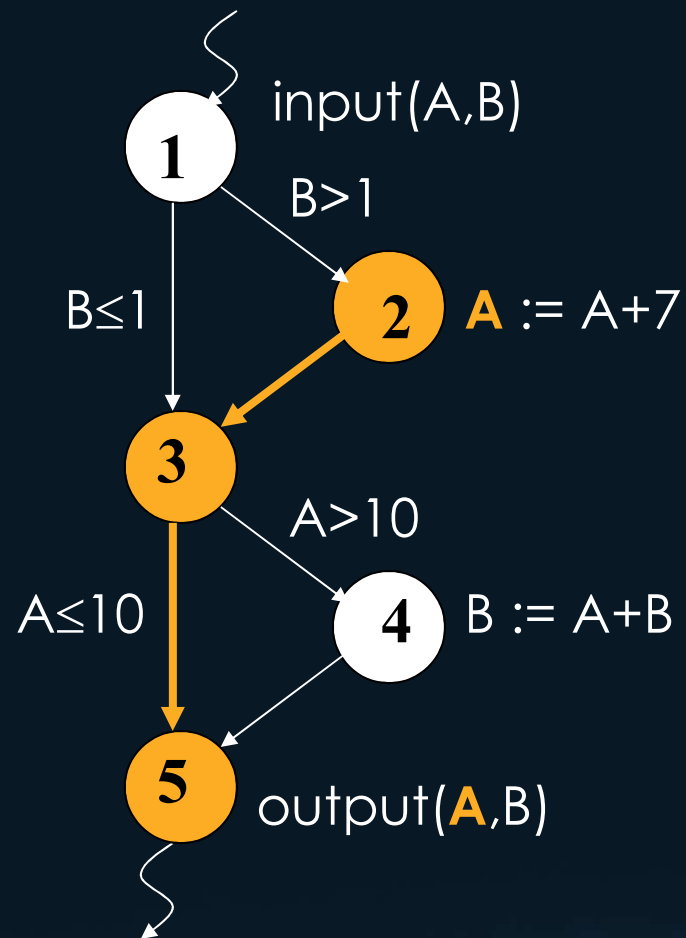 input(A,B)
1
B>1
B≤1
2
A := A+7
3
A>10
A≤10
4
B := A+B
5
output(A,B)